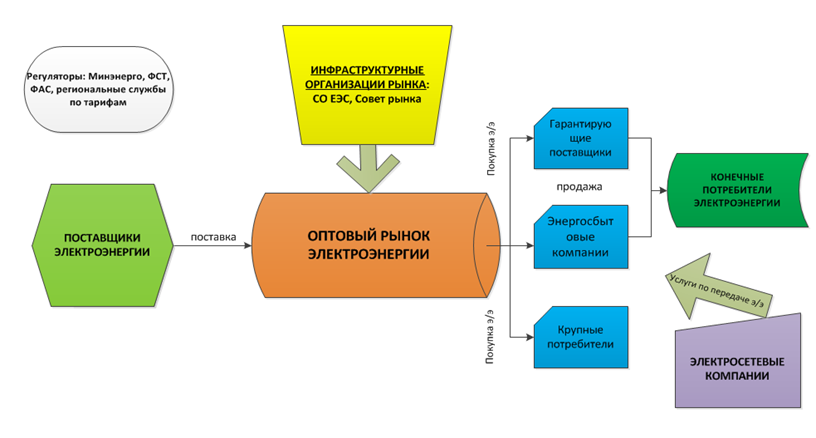 Регуляторы: Минэнерго, ФСТ,
ФАС, региональные службы
по тарифам
ИНФРАСТРУКТУРНЫЕ
ОРГАНИЗАЦИИ РЫНКА:
СО ЕЭС, Совет рынка
ПОСТАВЩИКИ
ЭЛЕКТРОЭНЕРГИИ
поставка
ОПТОВЫЙ РЫНОК
ЭЛЕКТРОЭНЕРГИИ
Покупка э/э
Гарантирую
щие
поставщики
продажа
Энергосбыт
овые
компании
Покупка э/э
Крупные
потребители
КОНЕЧНЫЕ
ПОТРЕБИТЕЛИ
ЭЛЕКТРОЭНЕРГИИ
Услуги по передаче э/э
ЭЛЕКТРОСЕТЕВЫЕ
КОМПАНИИ